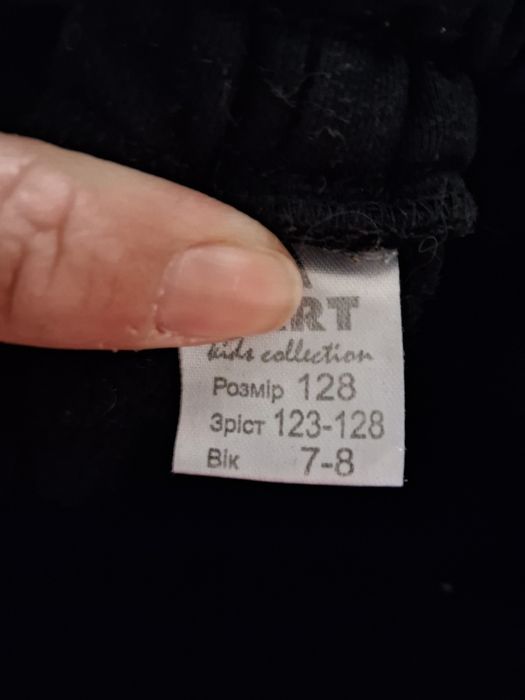 kids collection
Розмір 128
Зріст 123-128
Вік 7-8